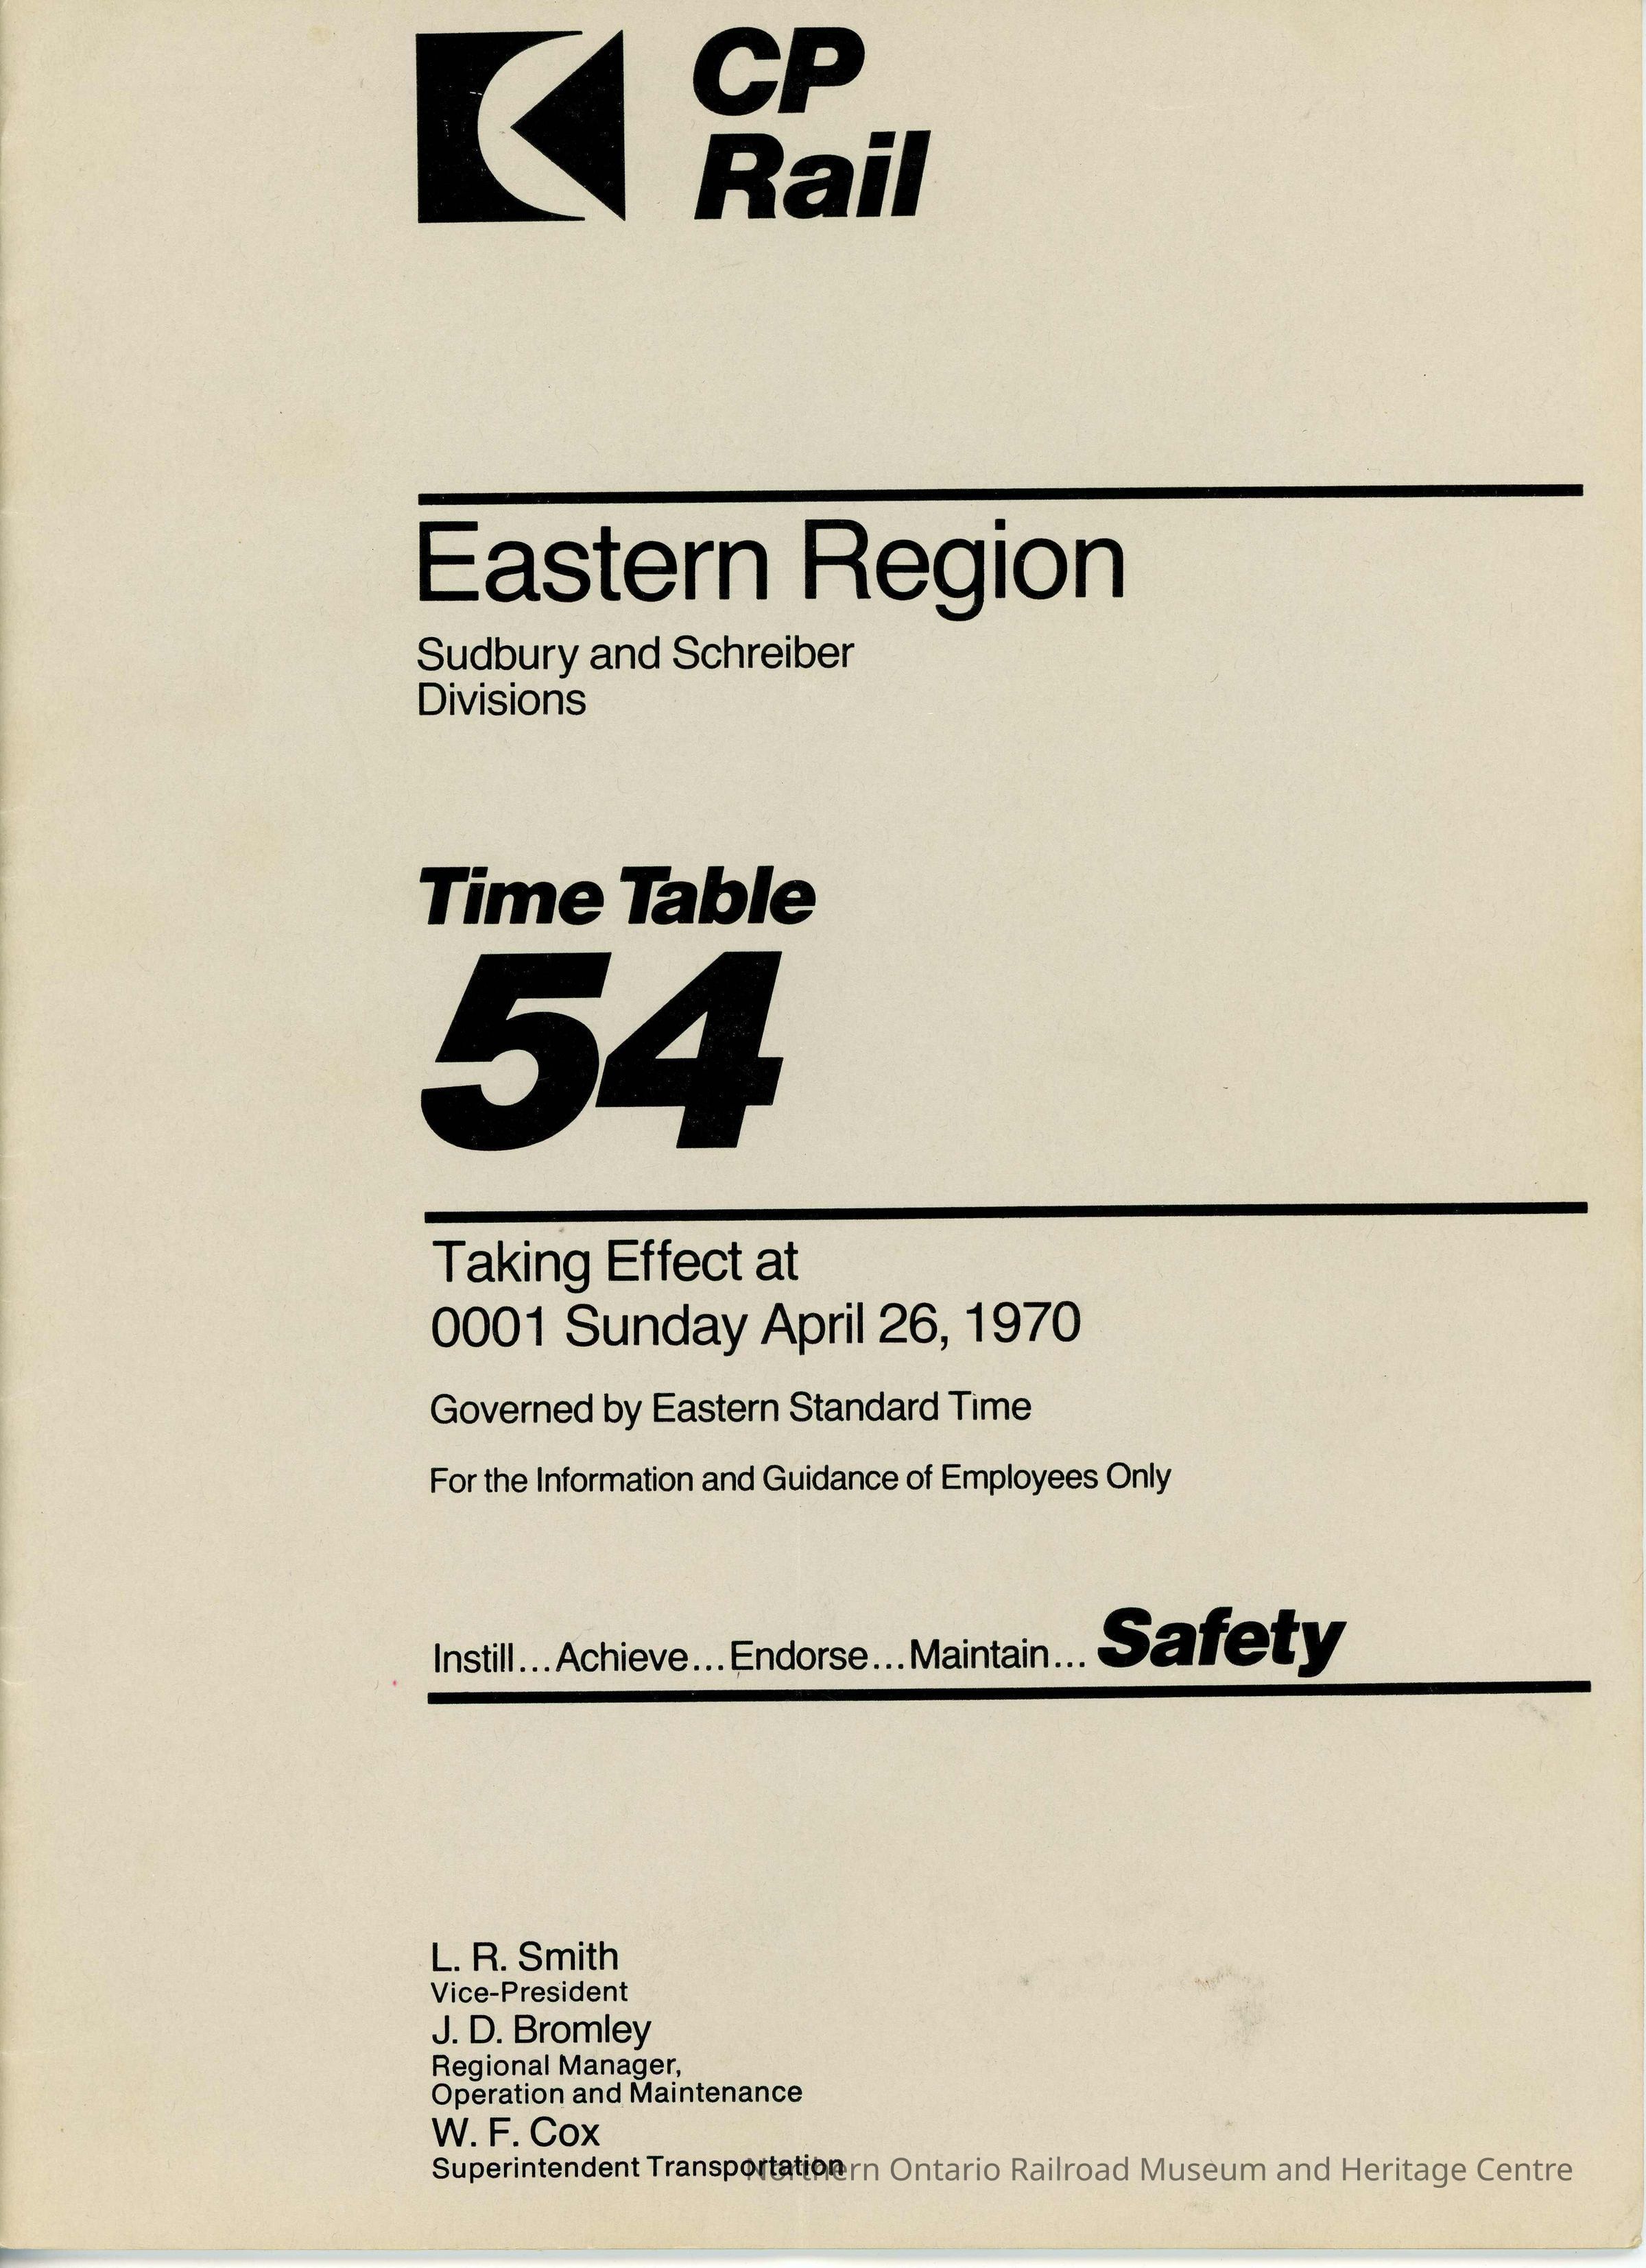 CP
Rail
Eastern Region
Sudbury and Schreiber
Divisions
Time Table
54
Taking Effect at
0001 Sunday April 26, 1970
Governed by Eastern Standard Time
For the Information and Guidance of Employees Only
Instill...Achieve...Endorse...Maintain...Safety
L. R. Smith
Vice-President
J. D. Bromley
Regional Manager,
Operation and Maintenance
W. F. Cox
Superintendent Transportation
Northern Ontario Railroad Museum and Heritage Centre